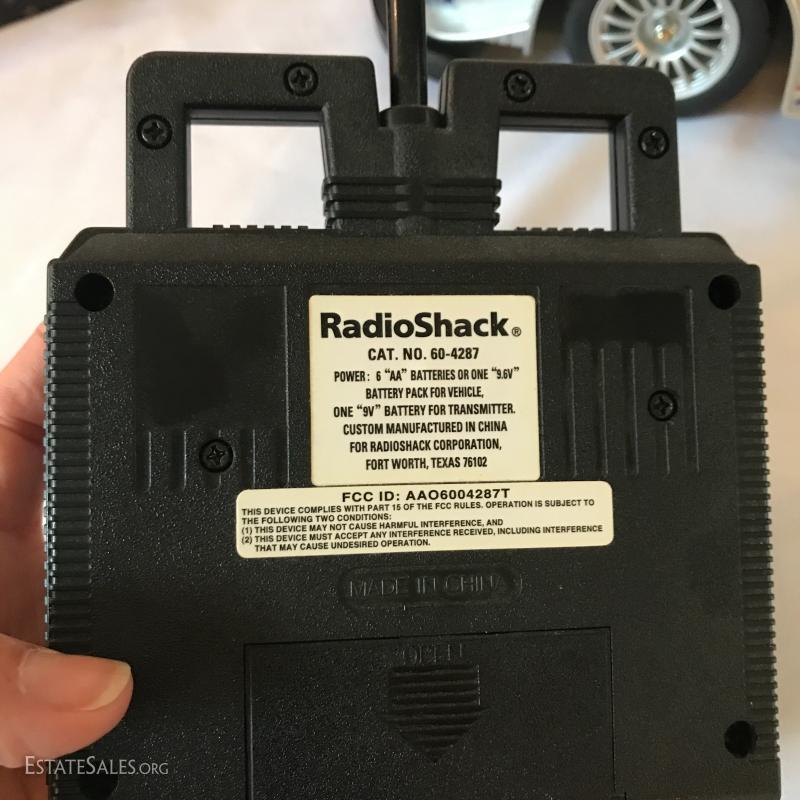 RadioShack®
CAT. NO. 60-4287
POWER: 6 "AA" BATTERIES OR ONE "9.6V"
BATTERY PACK FOR VEHICLE,
ONE "9V" BATTERY FOR TRANSMITTER.
CUSTOM MANUFACTURED IN CHINA
FOR RADIOSHACK CORPORATION,
FORT WORTH, TEXAS 76102
FCC ID: AAO6004287T
THIS DEVICE COMPLIES WITH PART 15 OF THE FCC RULES. OPERATION IS SUBJECT TO
THE FOLLOWING TWO CONDITIONS:
(1) THIS DEVICE MAY NOT CAUSE HARMFUL INTERFERENCE, AND
(2) THIS DEVICE MUST ACCEPT ANY INTERFERENCE RECEIVED, INCLUDING INTERFERENCE
THAT MAY CAUSE UNDESIRED OPERATION.
MADE IN CHINA
OPEN
ESTATESALES.ORG